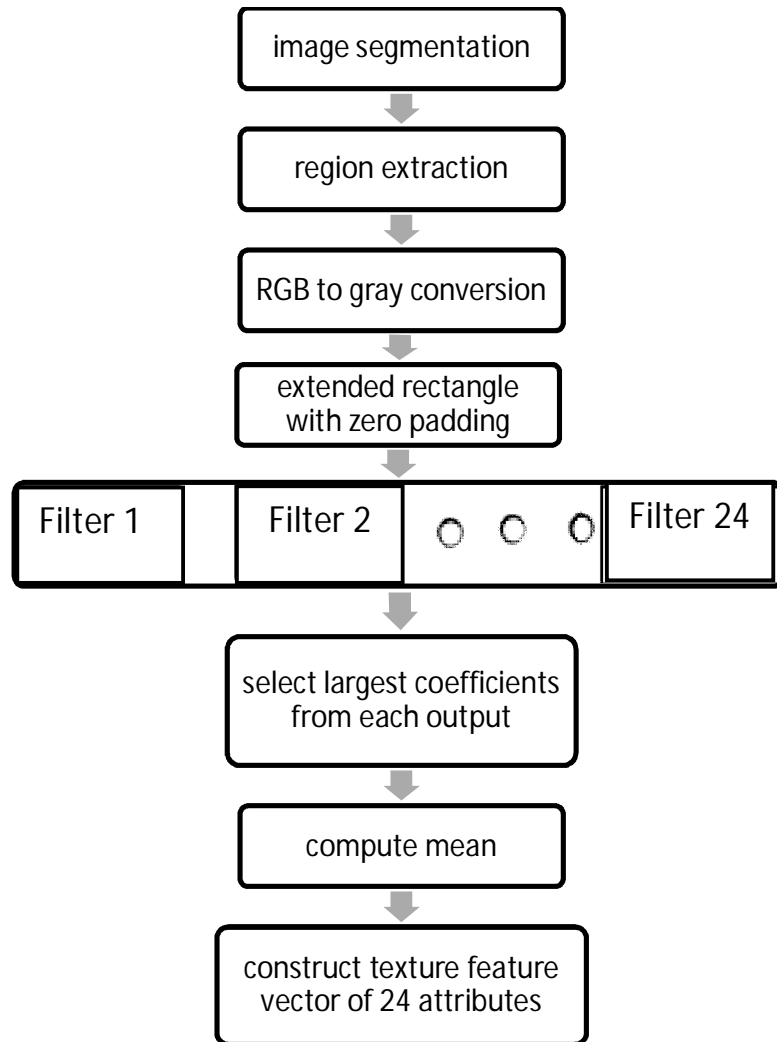 image segmentation
region extraction
RGB to gray conversion
extended rectangle
with zero padding
Filter 1 Filter 2 Filter 24
select largest coefficients
from each output
compute mean
construct texture feature
vector of 24 attributes